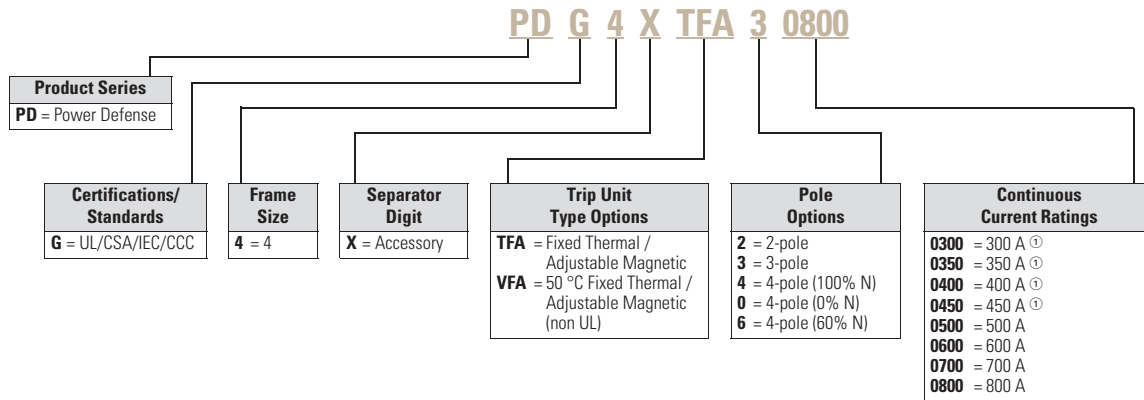 PD G 4 X TFA 3 0800
Product Series
PD = Power Defense
Certifications/
Standards
G = UL/CSA/IEC/CCC
Frame
Size
4 = 4
Separator
Digit
X = Accessory
Trip Unit
Type Options
TFA = Fixed Thermal /
Adjustable Magnetic
VFA = 50 °C Fixed Thermal /
Adjustable Magnetic
(non UL)
Pole
Options
2 = 2-pole
3 = 3-pole
4 = 4-pole (100% N)
0 = 4-pole (0% N)
6 = 4-pole (60% N)
Continuous
Current Ratings
0300 = 300 A ①
0350 = 350 A ①
0400 = 400 A ①
0450 = 450 A ①
0500 = 500 A
0600 = 600 A
0700 = 700 A
0800 = 800 A